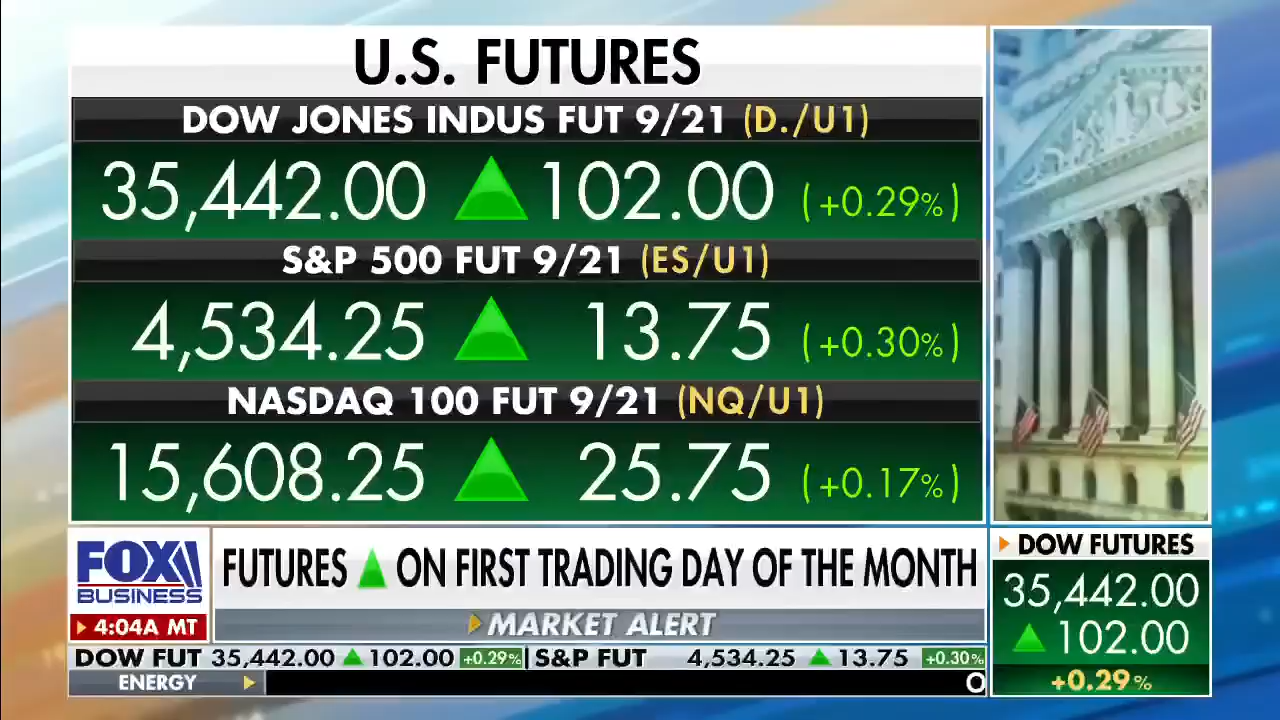 U.S. FUTURES
DOW JONES INDUS FUT 9/21 (D./U1)
35,442.00 ▲ 102.00 (+0.29%)
S&P 500 FUT 9/21 (ES/U1)
4,534.25 ▲ 13.75 (+0.30%)
NASDAQ 100 FUT 9/21 (NQ/U1)
15,608.25 ▲ 25.75 (+0.17%)
FOX
BUSINESS
4:04A MT
FUTURES ▲ ON FIRST TRADING DAY OF THE MONTH
MARKET ALERT
DOW FUTURES
35,442.00
▲ 102.00
+0.29%
DOW FUT 35,442.00 ▲ 102.00 +0.29% S&P FUT 4,534.25 ▲ 13.75 +0.30%
ENERGY